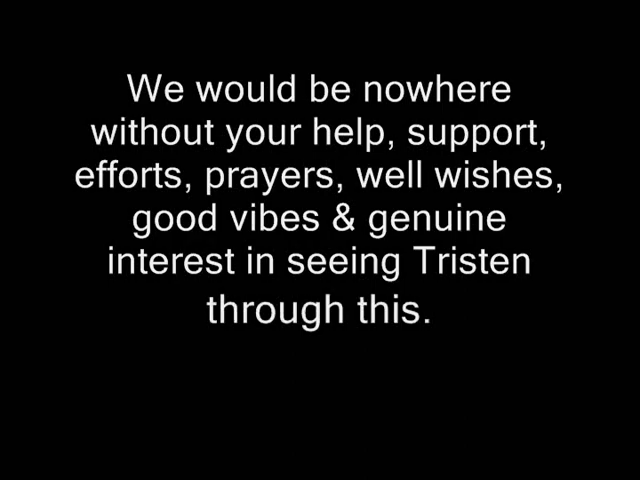 We would be nowhere
without your help, support,
efforts, prayers, well wishes,
good vibes & genuine
interest in seeing Tristen
through this.